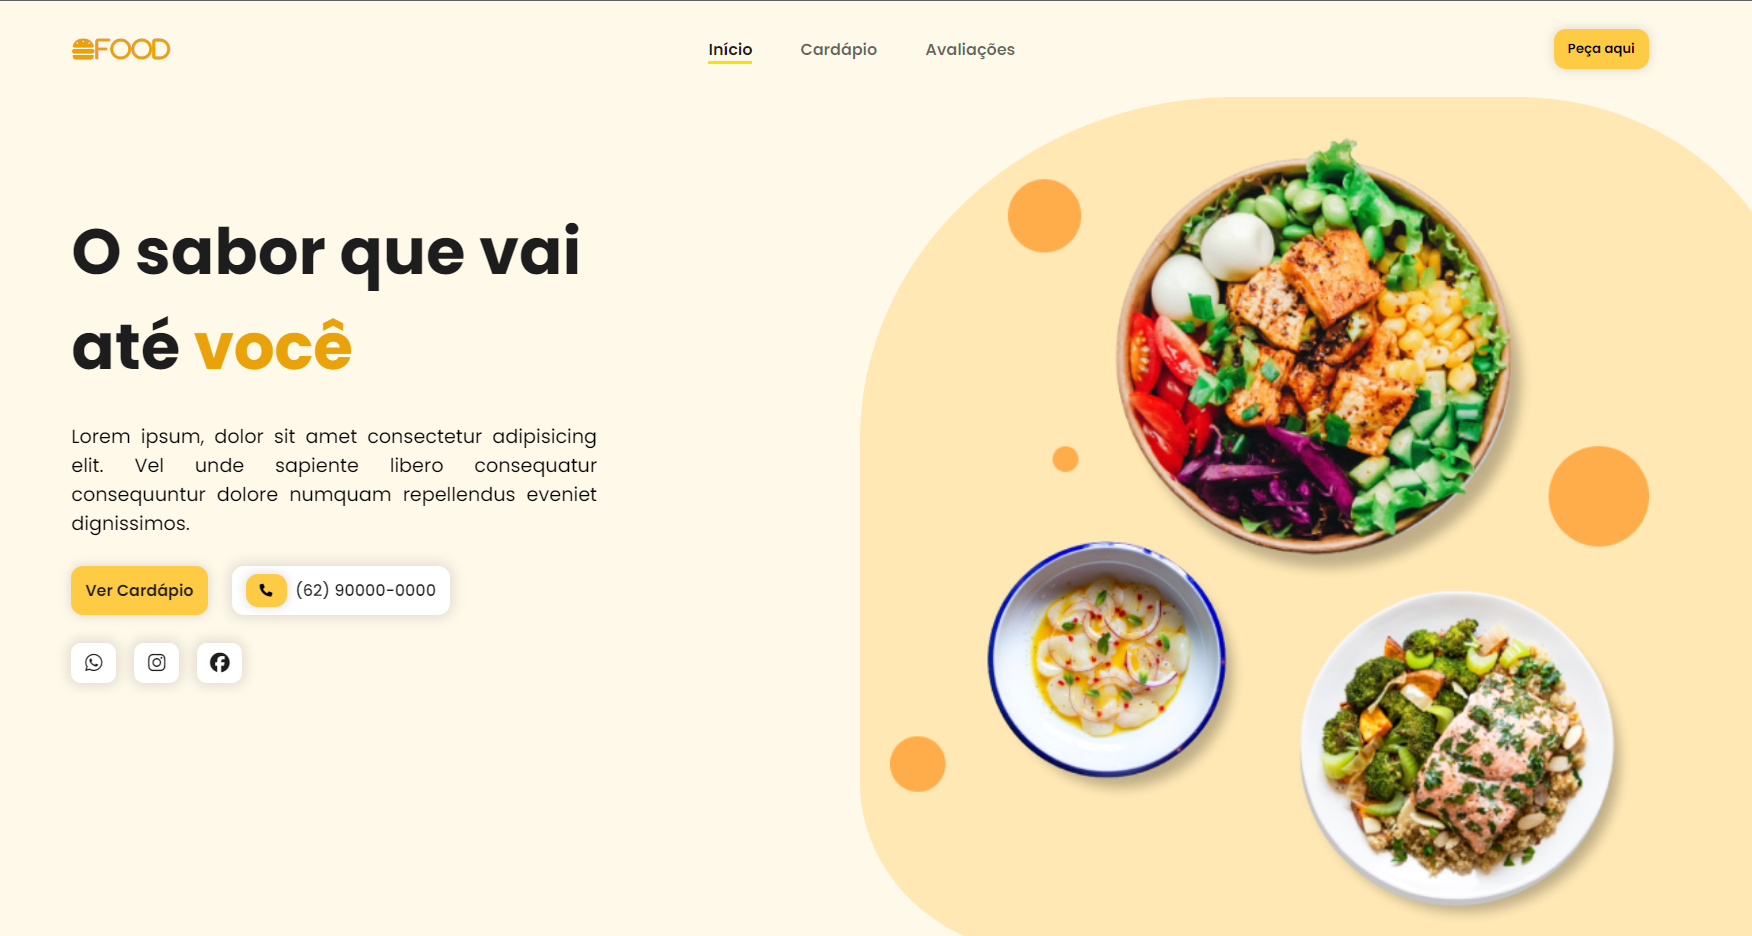 FOOD
Início
Cardápio
Avaliações
Peça aqui
O sabor que vai
até você
Lorem ipsum, dolor sit amet consectetur adipisicing
elit. Vel unde sapiente libero consequatur
consequuntur dolore numquam repellendus eveniet
dignissimos.
Ver Cardápio
(62) 90000-0000